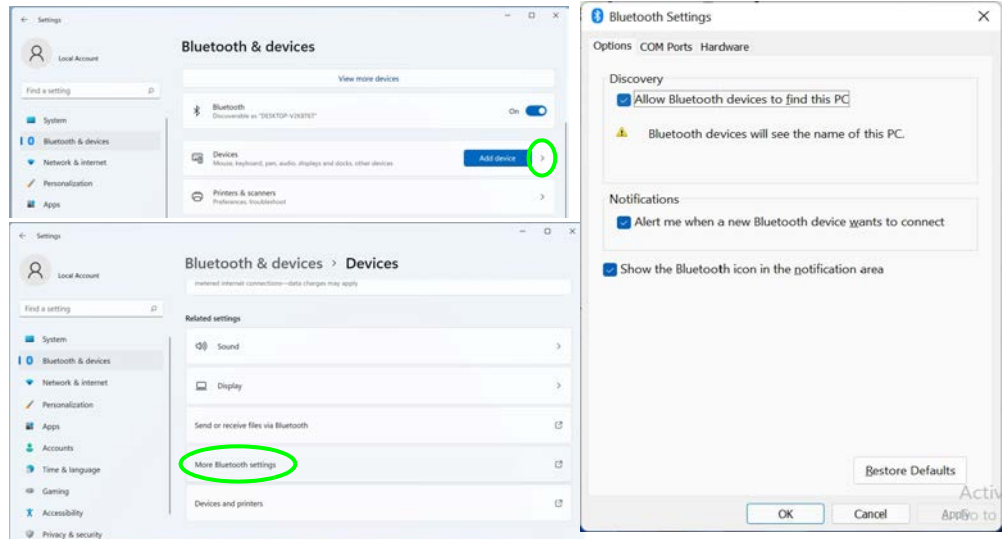 Settings
Local Account
Find a setting
System
Bluetooth & devices
Network & internet
Personalization
Apps
Bluetooth & devices
View more devices
Bluetooth
Discoverable as "DESKTOP-V2K8767"
On
Devices
Mouse, keyboard, pen, audio, displays and docks, other devices
Add device
Printers & scanners
Preferences, troubleshoot
Settings
Local Account
Find a setting
System
Bluetooth & devices
Network & internet
Personalization
Apps
Accounts
Time & language
Gaming
Accessibility
Privacy & security
Bluetooth & devices > Devices
metered internet connections—data charges may apply
Related settings
Sound
Display
Send or receive files via Bluetooth
More Bluetooth settings
Devices and printers
Bluetooth Settings
Options COM Ports Hardware
Discovery
Allow Bluetooth devices to find this PC
Bluetooth devices will see the name of this PC.
Notifications
Alert me when a new Bluetooth device wants to connect
Show the Bluetooth icon in the notification area
Restore Defaults
Activ
OK Cancel Apply
to